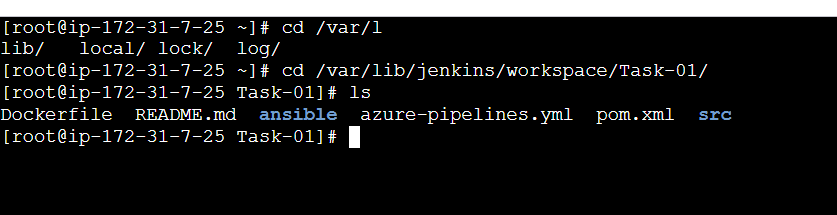 [root@ip-172-31-7-25 ~]# cd /var/l
lib/   local/ lock/  log/
[root@ip-172-31-7-25 ~]# cd /var/lib/jenkins/workspace/Task-01/
[root@ip-172-31-7-25 Task-01]# ls
Dockerfile  README.md  ansible  azure-pipelines.yml  pom.xml  src
[root@ip-172-31-7-25 Task-01]#